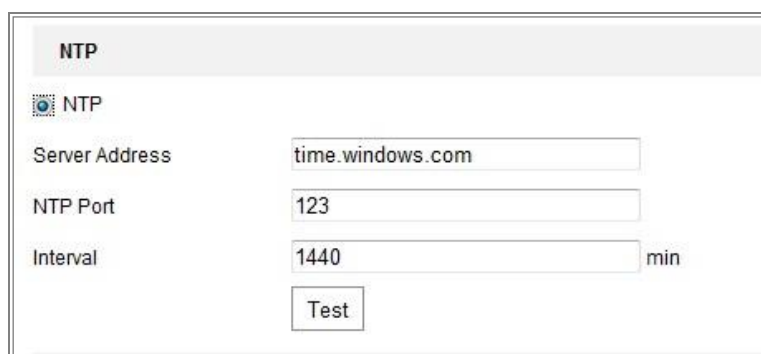 NTP
NTP
Server Address time.windows.com
NTP Port 123
Interval 1440 min
Test